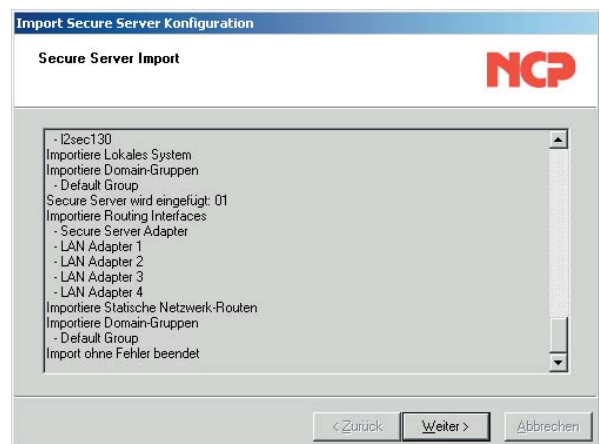 Import Secure Server Konfiguration
Secure Server Import
NCP
- l2sec130
Importiere Lokales System
Importiere Domain-Gruppen
- Default Group
Secure Server wird eingefügt: 01
Importiere Routing Interfaces
- Secure Server Adapter
- LAN Adapter 1
- LAN Adapter 2
- LAN Adapter 3
- LAN Adapter 4
Importiere Statische Netzwerk-Routen
Importiere Domain-Gruppen
- Default Group
Import ohne Fehler beendet
< Zurück Weiter > Abbrechen